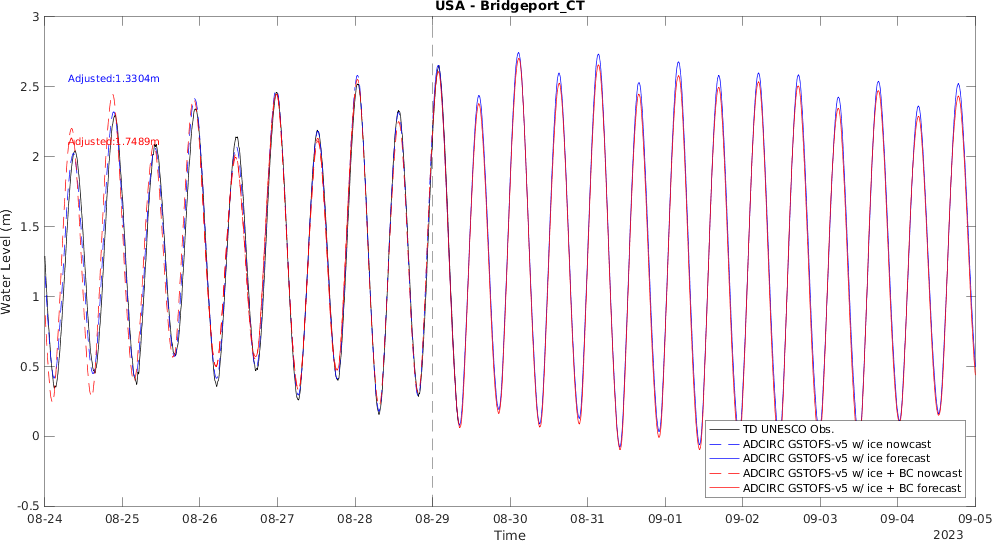 USA - Bridgeport_CT
3
2.5
2
1.5
1
0.5
0
-0.5
Water Level (m)
Adjusted:1.3304m
Adjusted:1.7489m
TD UNESCO Obs.
ADCIRC GSTOFS-v5 w/ ice nowcast
ADCIRC GSTOFS-v5 w/ ice forecast
ADCIRC GSTOFS-v5 w/ ice + BC nowcast
ADCIRC GSTOFS-v5 w/ ice + BC forecast
08-24 08-25 08-26 08-27 08-28 08-29 08-30 08-31 09-01 09-02 09-03 09-04 09-05
Time
2023